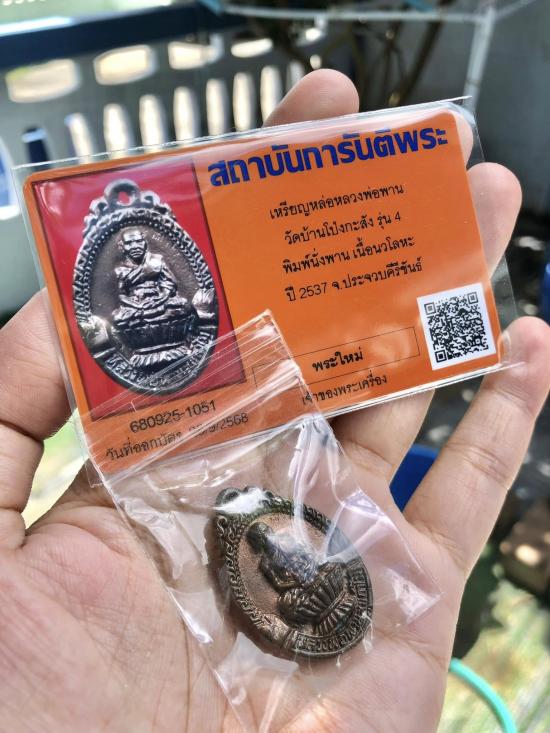 สถาบันการันตีพระ
เหรียญหล่อหลวงพ่อพาน
วัดบ้านโป่งกะสัง รุ่น 4
พิมพ์นั่งพาน เนื้อนวโลหะ
ปี 2537 จ.ประจวบคีรีขันธ์
พระใหม่
เจ้าของพระเครื่อง
680925-1051
วันที่ออกบัตร /9/2568